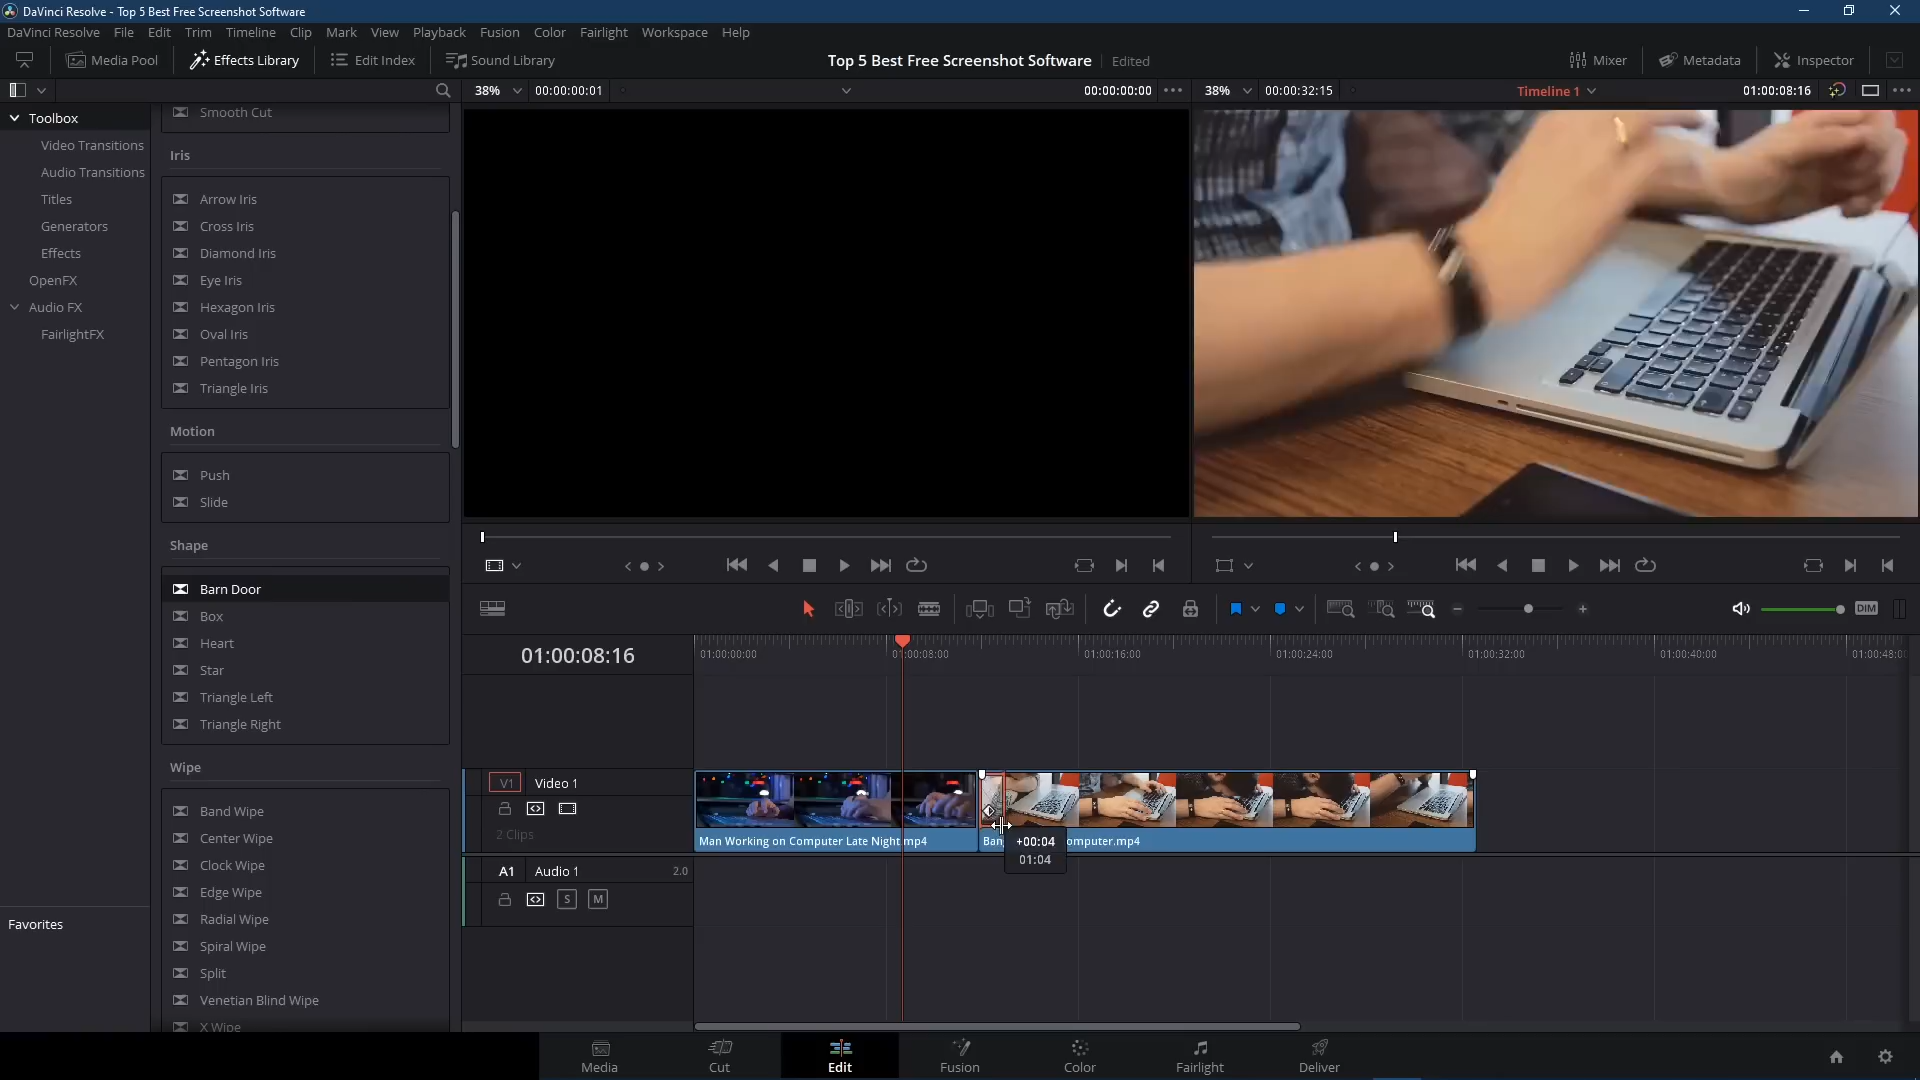 DaVinci Resolve - Top 5 Best Free Screenshot Software
DaVinci Resolve File Edit Trim Timeline Clip Mark View Playback Fusion Color Fairlight Workspace Help
Media Pool Effects Library Edit Index Sound Library Top 5 Best Free Screenshot Software Edited Mixer Metadata Inspector
38% 00:00:00:01 00:00:00:00 38% 00:00:32:15 Timeline 1 01:00:08:16
Toolbox
Video Transitions
Audio Transitions
Titles
Generators
Effects
OpenFX
Audio FX
FairlightFX
Favorites
Smooth Cut
Iris
Arrow Iris
Cross Iris
Diamond Iris
Eye Iris
Hexagon Iris
Oval Iris
Pentagon Iris
Triangle Iris
Motion
Push
Slide
Shape
Barn Door
Box
Heart
Star
Triangle Left
Triangle Right
Wipe
Band Wipe
Center Wipe
Clock Wipe
Edge Wipe
Radial Wipe
Spiral Wipe
Split
Venetian Blind Wipe
X Wipe
DIM
01:00:08:16
01:00:00:00 01:00:08:00 01:00:16:00 01:00:24:00 01:00:32:00 01:00:40:00 01:00:48:0
V1 Video 1
2 Clips
Man Working on Computer Late Night.mp4
omputer.mp4
+00:04
01:04
A1 Audio 1 2.0
S M
Media Cut Edit Fusion Color Fairlight Deliver